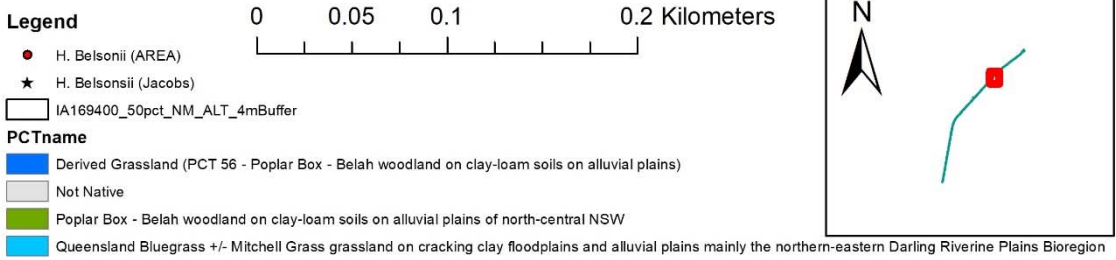 Legend
0 0.05 0.1 0.2 Kilometers
N
H. Belsonii (AREA)
H. Belsonsii (Jacobs)
IA169400_50pct_NM_ALT_4mBuffer
PCTname
Derived Grassland (PCT 56 - Poplar Box - Belah woodland on clay-loam soils on alluvial plains)
Not Native
Poplar Box - Belah woodland on clay-loam soils on alluvial plains of north-central NSW
Queensland Bluegrass +/- Mitchell Grass grassland on cracking clay floodplains and alluvial plains mainly the northern-eastern Darling Riverine Plains Bioregion